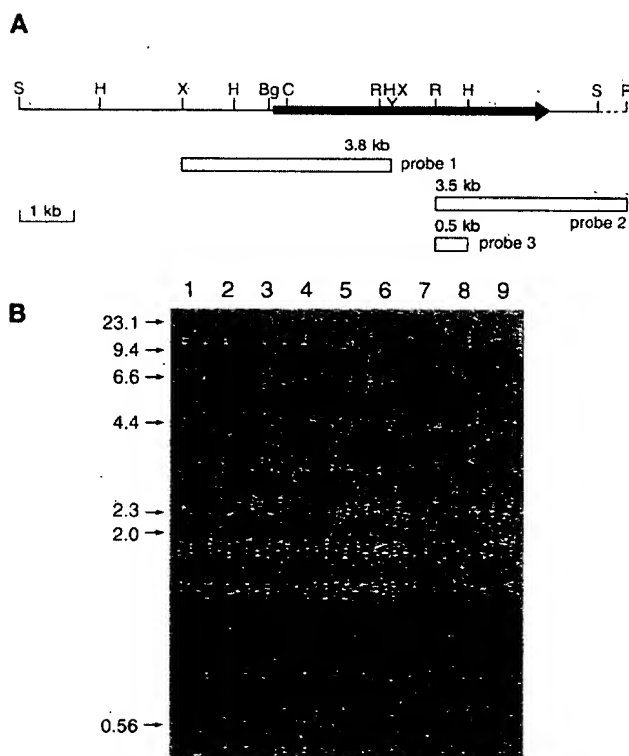 A
S H X H Bg C R H X R H S R
3.8 kb
probe 1
3.5 kb
1 kb
probe 2
0.5 kb
probe 3
1 2 3 4 5 6 7 8 9
B
23.1
9.4
6.6
4.4
2.3
2.0
0.56